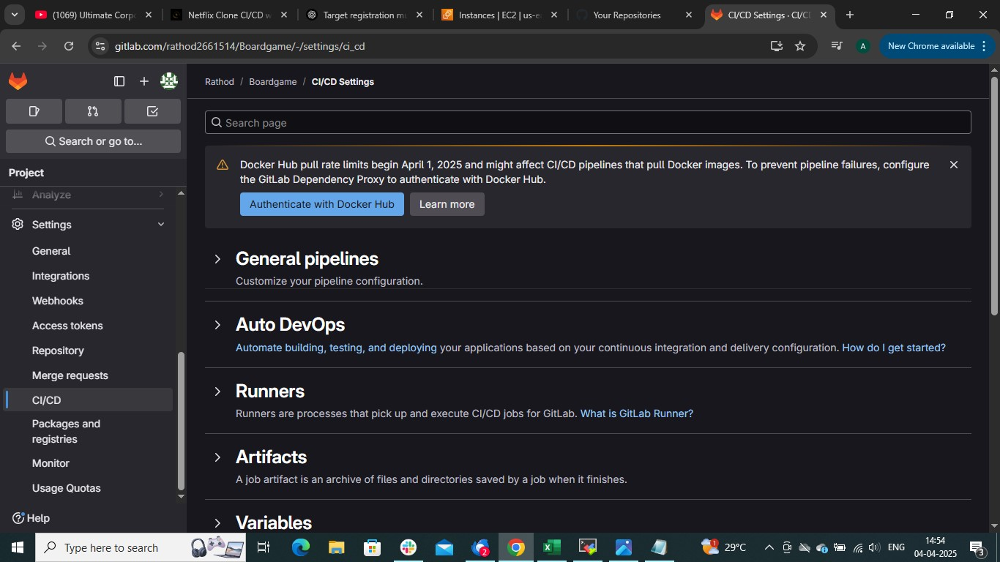 (1069) Ultimate Corpo
Netflix Clone CI/CD w
Target registration mu
Instances | EC2 | us-ea
Your Repositories
CI/CD Settings · CI/CD
gitlab.com/rathod2661514/Boardgame/-/settings/ci_cd
A
New Chrome available
Rathod / Boardgame / CI/CD Settings
Search or go to...
Search page
Project
Analyze
Settings
General
Integrations
Webhooks
Access tokens
Repository
Merge requests
CI/CD
Packages and
registries
Monitor
Usage Quotas
Help
Docker Hub pull rate limits begin April 1, 2025 and might affect CI/CD pipelines that pull Docker images. To prevent pipeline failures, configure
the GitLab Dependency Proxy to authenticate with Docker Hub.
Authenticate with Docker Hub
Learn more
General pipelines
Customize your pipeline configuration.
Auto DevOps
Automate building, testing, and deploying your applications based on your continuous integration and delivery configuration. How do I get started?
Runners
Runners are processes that pick up and execute CI/CD jobs for GitLab. What is GitLab Runner?
Artifacts
A job artifact is an archive of files and directories saved by a job when it finishes.
Variables
Type here to search
2
1
29°C
ENG
14:54
04-04-2025
3